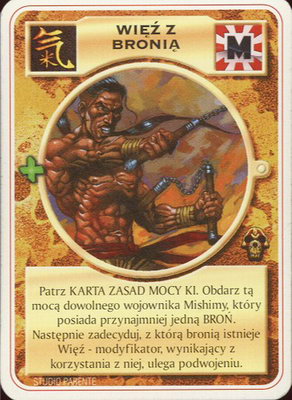 氣
WIĘŹ Z
BRONIĄ
M
Patrz KARTA ZASAD MOCY KI. Obdarz tą
mocą dowolnego wojownika Mishimy, który
posiada przynajmniej jedną BROŃ.
Następnie zadecyduj, z którą bronią istnieje
Więź - modyfikator, wynikający z
korzystania z niej, ulega podwojeniu.
STUDIO PARENTE